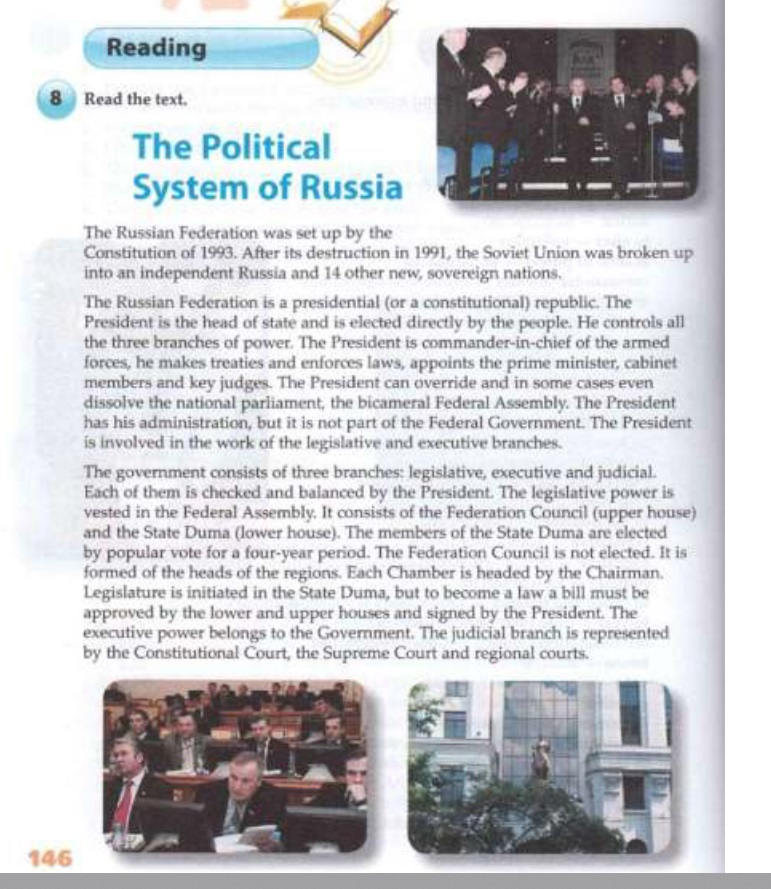 Reading
8 Read the text.
The Political
System of Russia
The Russian Federation was set up by the
Constitution of 1993. After its destruction in 1991, the Soviet Union was broken up
into an independent Russia and 14 other new, sovereign nations.
The Russian Federation is a presidential (or a constitutional) republic. The
President is the head of state and is elected directly by the people. He controls all
the three branches of power. The President is commander-in-chief of the armed
forces, he makes treaties and enforces laws, appoints the prime minister, cabinet
members and key judges. The President can override and in some cases even
dissolve the national parliament, the bicameral Federal Assembly. The President
has his administration, but it is not part of the Federal Government. The President
is involved in the work of the legislative and executive branches.
The government consists of three branches: legislative, executive and judicial.
Each of them is checked and balanced by the President. The legislative power is
vested in the Federal Assembly. It consists of the Federation Council (upper house)
and the State Duma (lower house). The members of the State Duma are elected
by popular vote for a four-year period. The Federation Council is not elected. It is
formed of the heads of the regions. Each Chamber is headed by the Chairman.
Legislature is initiated in the State Duma, but to become a law a bill must be
approved by the lower and upper houses and signed by the President. The
executive power belongs to the Government. The judicial branch is represented
by the Constitutional Court, the Supreme Court and regional courts.
146